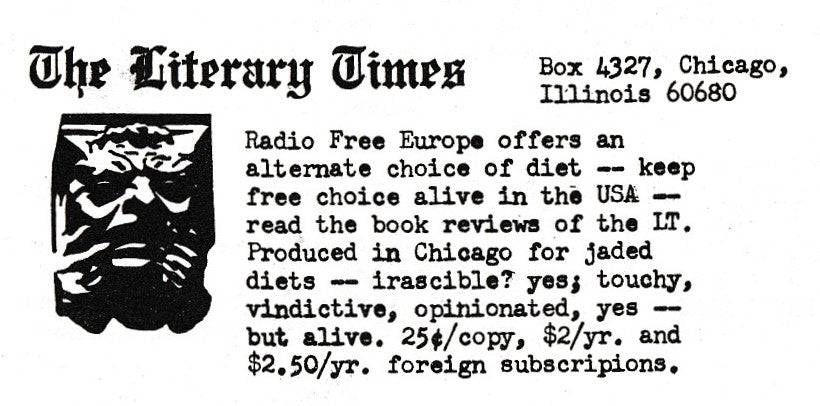 The Literary Times
Box 4327, Chicago,
Illinois 60680
Radio Free Europe offers an
alternate choice of diet -- keep
free choice alive in the USA --
read the book reviews of the LT.
Produced in Chicago for jaded
diets -- irascible? yes; touchy,
vindictive, opinionated, yes --
but alive. 25¢/copy, $2/yr. and
$2.50/yr. foreign subscripions.